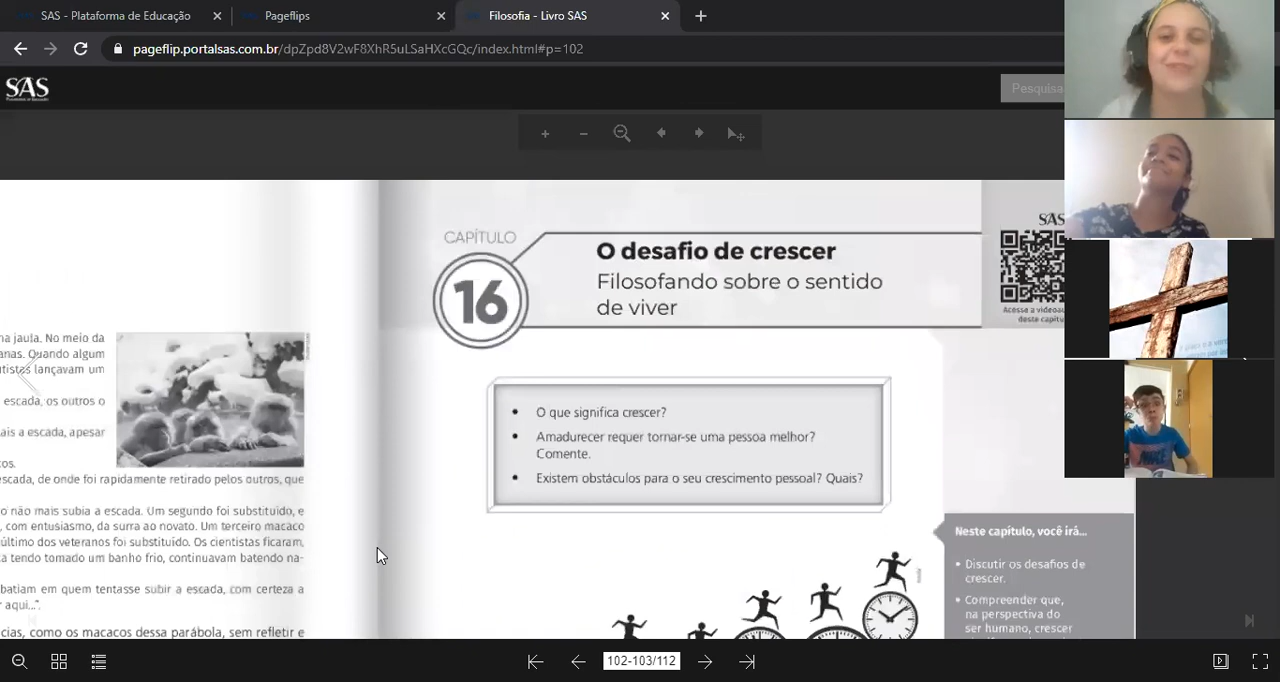 SAS - Plataforma de Educação
Pageflips
Filosofia - Livro SAS
pageflip.portalsas.com.br/dpZpd8V2wF8XhR5uLSaHXcGQc/index.html#p=102
SAS
Pesquisa
na jaula. No meio da
anas. Quando algum
tistas lançavam um
escada, os outros o
ais a escada, apesar
cos.
escada, de onde foi rapidamente retirado pelos outros, que
o não mais subia a escada. Um segundo foi substituído, e
, com entusiasmo, da surra ao novato. Um terceiro macaco
último dos veteranos foi substituído. Os cientistas ficaram,
a tendo tomado um banho frio, continuavam batendo na-
batiam em quem tentasse subir a escada, com certeza a
r aqui...".
cias, como os macacos dessa parábola, sem refletir e
CAPÍTULO
16
O desafio de crescer
Filosofando sobre o sentido
de viver
SAS
Acesse a videoau
deste capítu
• O que significa crescer?
• Amadurecer requer tornar-se uma pessoa melhor?
Comente.
• Existem obstáculos para o seu crescimento pessoal? Quais?
Neste capítulo, você irá...
• Discutir os desafios de
crescer.
• Compreender que,
na perspectiva do
ser humano, crescer
102-103/112